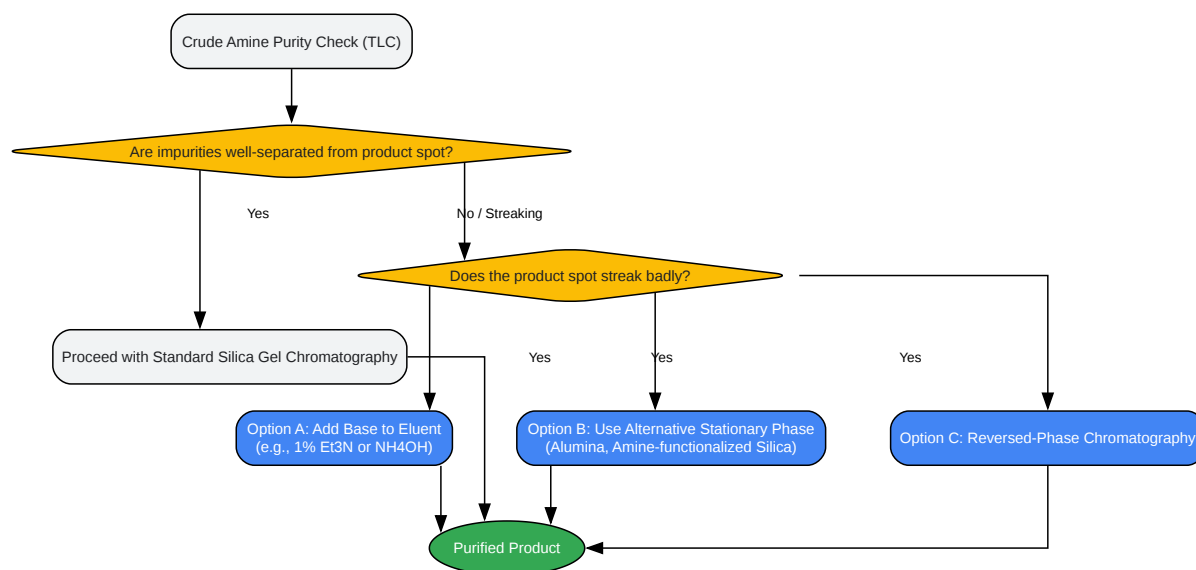 Crude Amine Purity Check (TLC)
Are impurities well-separated from product spot?
Yes
No / Streaking
Does the product spot streak badly?
Proceed with Standard Silica Gel Chromatography
Yes
Yes
Yes
Option A: Add Base to Eluent
(e.g., 1% Et3N or NH4OH)
Option B: Use Alternative Stationary Phase
(Alumina, Amine-functionalized Silica)
Option C: Reversed-Phase Chromatography
Purified Product